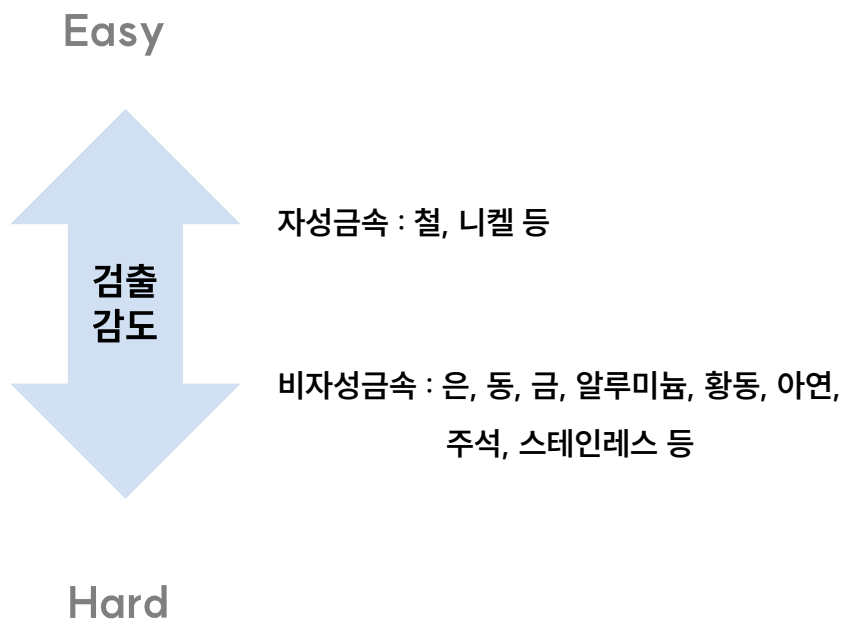 Easy
자성금속 : 철, 니켈 등
검출
감도
비자성금속 : 은, 동, 금, 알루미늄, 황동, 아연,
주석, 스테인레스 등
Hard